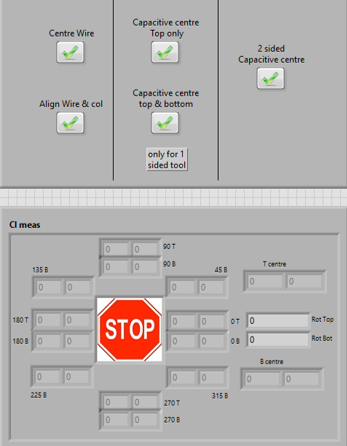 Centre Wire
Capacitive centre
Top only
2 sided
Capacitive centre
Align Wire & col
Capacitive centre
top & bottom
only for 1
sided tool
CI meas
0 0 90 T
0 0 90 B
135 B
45 B
T centre
0 0
0 0
0 0
180 T 0 0
STOP
0 0 0 T
0 Rot Top
180 B 0 0
0 0 0 B
0 Rot Bot
B centre
0 0
0 0
0 0
225 B
315 B
0 0 270 T
0 0 270 B